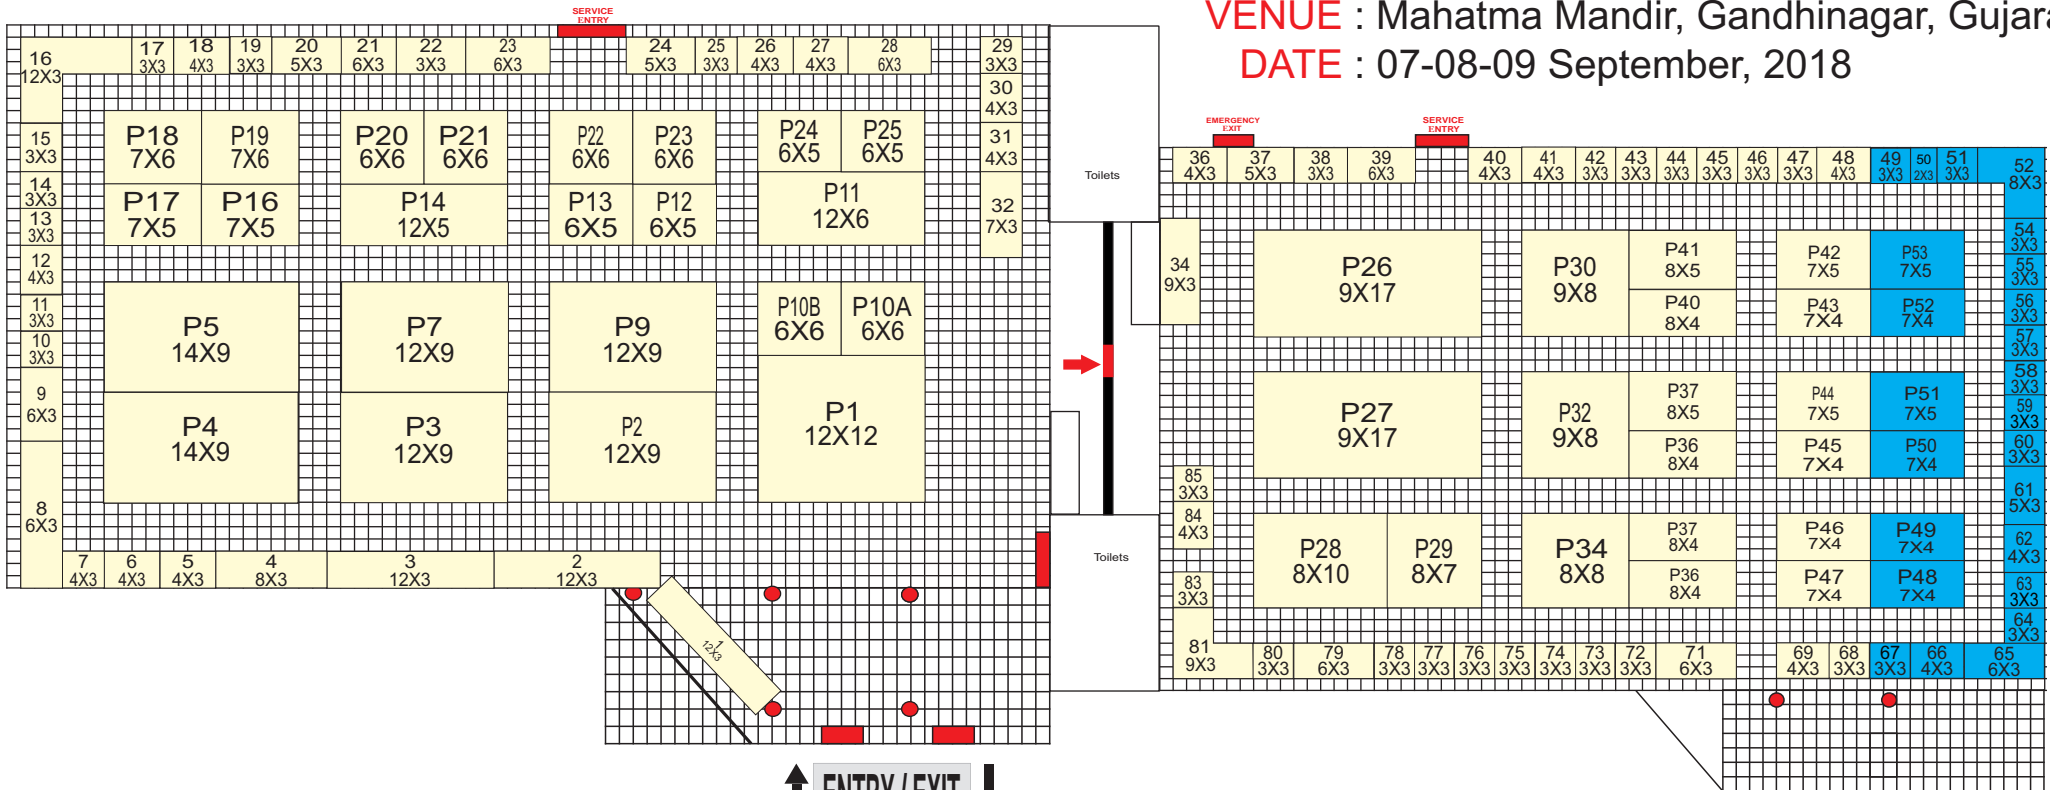 VENUE : Mahatma Mandir, Gandhinagar, Gujara
DATE : 07-08-09 September, 2018
SERVICE
ENTRY
16
12X3
17
3X3
18
4X3
19
3X3
20
5X3
21
6X3
22
3X3
23
6X3
24
5X3
25
3X3
26
4X3
27
4X3
28
6X3
29
3X3
30
4X3
31
4X3
32
7X3
15
3X3
14
3X3
13
3X3
12
4X3
11
3X3
10
3X3
9
6X3
8
6X3
P18
7X6
P19
7X6
P20
6X6
P21
6X6
P22
6X6
P23
6X6
P24
6X5
P25
6X5
P17
7X5
P16
7X5
P14
12X5
P13
6X5
P12
6X5
P11
12X6
P5
14X9
P7
12X9
P9
12X9
P10B
6X6
P10A
6X6
P4
14X9
P3
12X9
P2
12X9
P1
12X12
7
4X3
6
4X3
5
4X3
4
8X3
3
12X3
2
12X3
1
12X3
ENTRY / EXIT
Toilets
Toilets
EMERGENCY
EXIT
SERVICE
ENTRY
36
4X3
37
5X3
38
3X3
39
6X3
40
4X3
41
4X3
42
3X3
43
3X3
44
3X3
45
3X3
46
3X3
47
3X3
48
4X3
49
3X3
50
2X3
51
3X3
52
8X3
34
9X3
P26
9X17
P30
9X8
P41
8X5
P40
8X4
P42
7X5
P43
7X4
P53
7X5
P52
7X4
54
3X3
55
3X3
56
3X3
57
3X3
58
3X3
59
3X3
60
3X3
61
5X3
62
4X3
63
3X3
64
3X3
P27
9X17
P32
9X8
P37
8X5
P36
8X4
P44
7X5
P45
7X4
P51
7X5
P50
7X4
85
3X3
84
4X3
83
3X3
81
9X3
P28
8X10
P29
8X7
P34
8X8
P37
8X4
P36
8X4
P46
7X4
P47
7X4
P49
7X4
P48
7X4
80
3X3
79
6X3
78
3X3
77
3X3
76
3X3
75
3X3
74
3X3
73
3X3
72
3X3
71
6X3
69
4X3
68
3X3
67
3X3
66
4X3
65
6X3